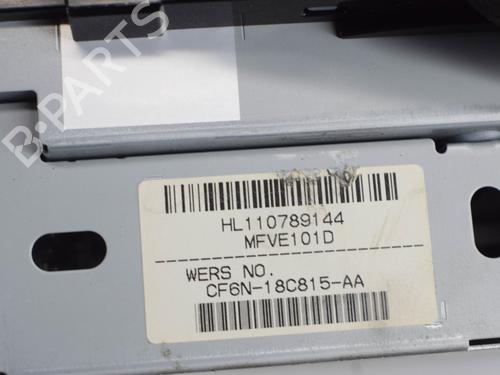 B-PARTS
HL110789144
MFVE101D
WERS NO.
CF6N-18C815-AA